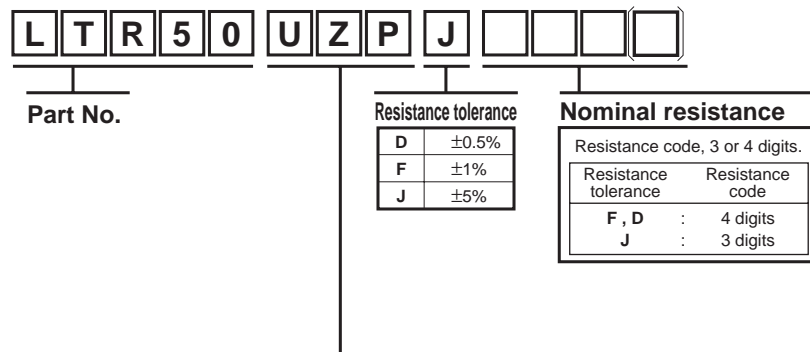 L T R 5 0 U Z P J
Part No.
Resistance tolerance
D ±0.5%
F ±1%
J ±5%
Nominal resistance
Resistance code, 3 or 4 digits.
Resistance tolerance Resistance code
F , D : 4 digits
J : 3 digits